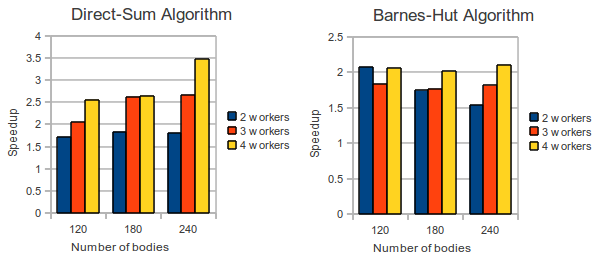 Direct-Sum Algorithm
4
3.5
3
2.5
2
1.5
1
0.5
0
Speedup
120 180 240
Number of bodies
2 workers
3 workers
4 workers
Barnes-Hut Algorithm
2.5
2
1.5
1
0.5
0
Speedup
120 180 240
Number of bodies
2 workers
3 workers
4 workers